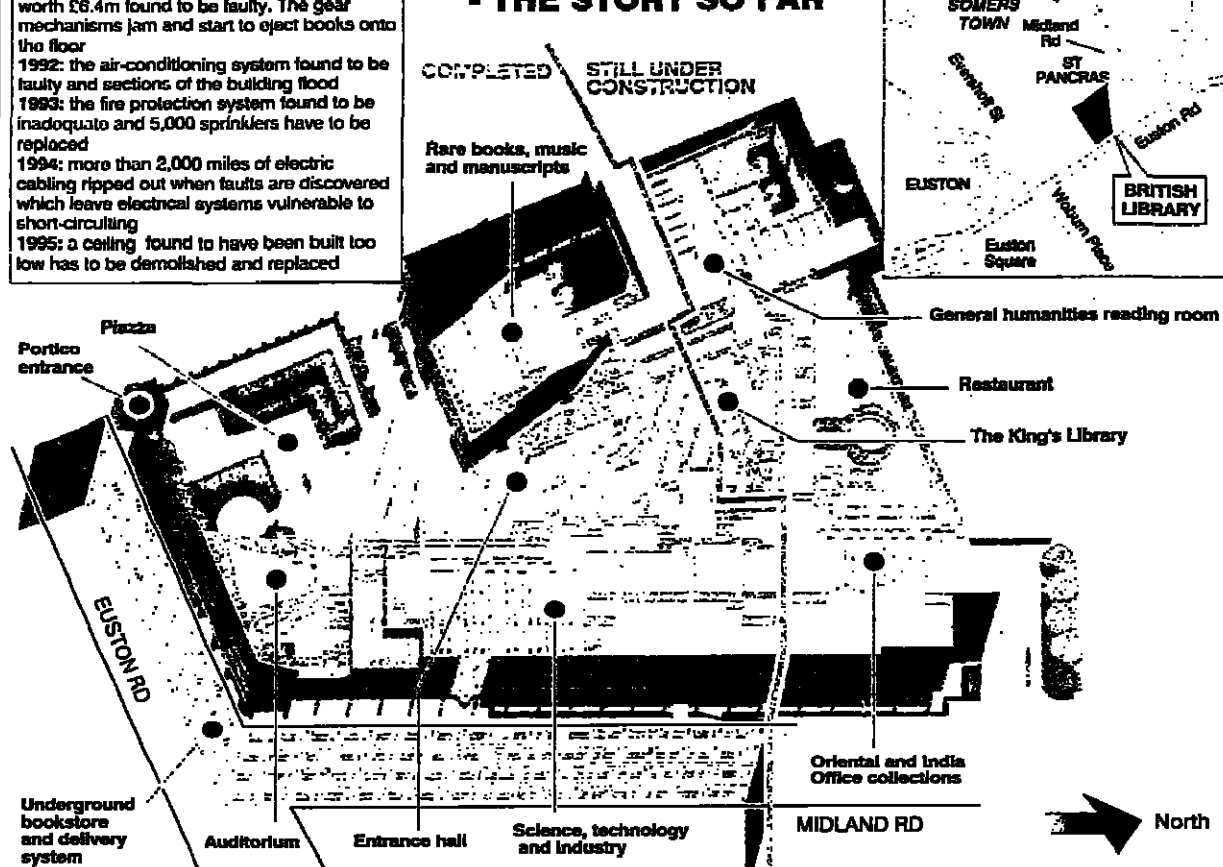 worth £6.4m found to be faulty. The gear
mechanisms jam and start to eject books onto
the floor
1992: the air-conditioning system found to be
faulty and sections of the building flood
1993: the fire protection system found to be
inadequate and 5,000 sprinklers have to be
replaced
1994: more than 2,000 miles of electric
cabling ripped out when faults are discovered
which leave electrical systems vulnerable to
short-circuiting
1995: a ceiling found to have been built too
low has to be demolished and replaced
- THE STORY SO FAR
COMPLETED
STILL UNDER
CONSTRUCTION
SOMERS
TOWN
Midland
Rd
ST
PANCRAS
Eversholt St
Euston Rd
EUSTON
BRITISH
LIBRARY
Woburn Place
Euston
Square
Rare books, music
and manuscripts
Piazza
Portico
entrance
General humanities reading room
Restaurant
The King's Library
EUSTON RD
Oriental and India
Office collections
Underground
bookstore
and delivery
system
Auditorium
Entrance hall
Science, technology
and industry
MIDLAND RD
North